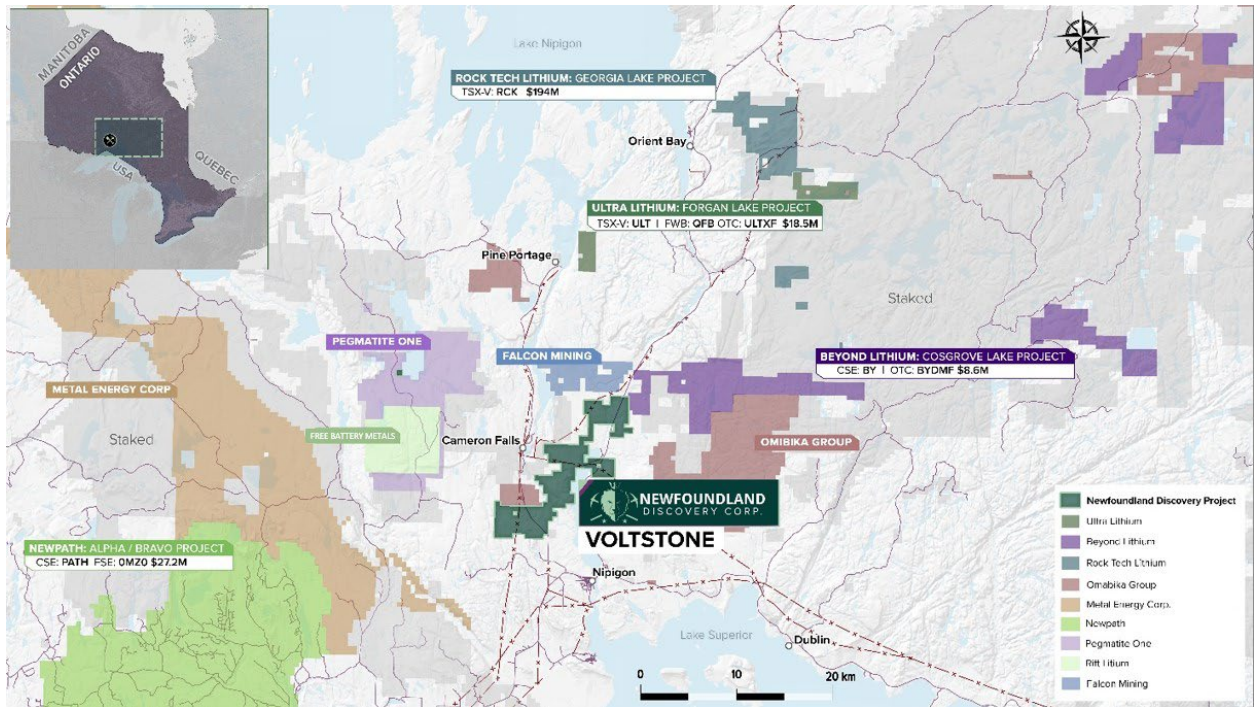 MANITOBA
ONTARIO
QUEBEC
USA
Lake Nipigon
ROCK TECH LITHIUM: GEORGIA LAKE PROJECT
TSX-V: RCK $194M
Orient Bay
ULTRA LITHIUM: FORGAN LAKE PROJECT
TSX-V: ULT I FWB: QFB OTC: ULTXF $18.5M
Pine Portage
Staked
PEGMATITE ONE
FALCON MINING
BEYOND LITHIUM: COSGROVE LAKE PROJECT
CSE: BY I OTC: BYDMF $8.6M
METAL ENERGY CORP
Staked
FREE BATTERY METALS
Cameron Falls
OMIBIKA GROUP
NEWFOUNDLAND
DISCOVERY CORP.
VOLTSTONE
NEWPATH: ALPHA / BRAVO PROJECT
CSE: PATH FSE: 0MZ0 $27.2M
Nipigon
Lake Superior
Dublin
0 10 20 km
Newfoundland Discovery Project
Ultra Lithium
Beyond Lithium
Rock Tech Lithium
Omabika Group
Metal Energy Corp.
Newpath
Pegmatite One
Rift Litium
Falcon Mining